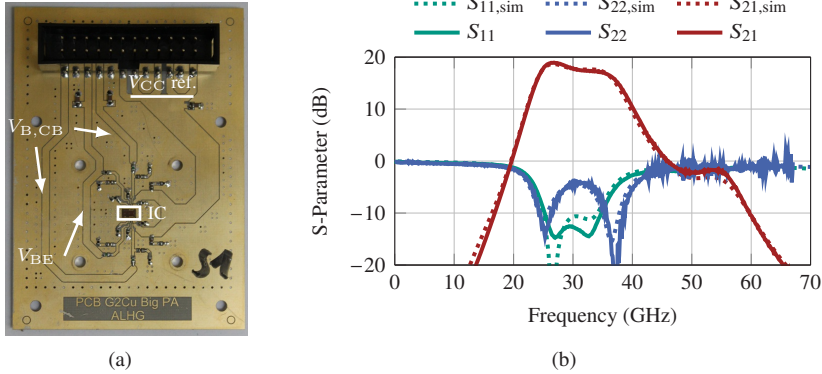 V_CC ref.
V_B,CB
IC
V_BE
S1
PCB G2Cu Big PA
ALHG
(a)
S_11,sim S_22,sim S_21,sim
S_11 S_22 S_21
20
10
0
−10
−20
S-Parameter (dB)
0 10 20 30 40 50 60 70
Frequency (GHz)
(b)